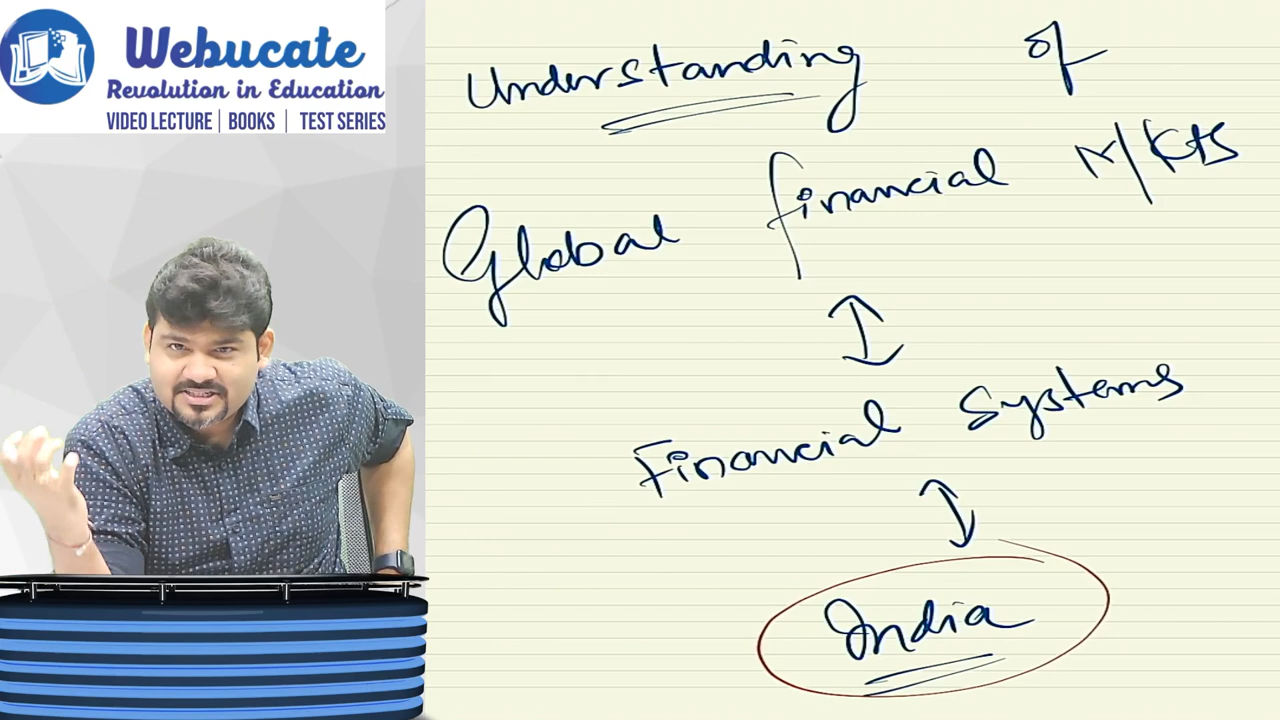 Webucate
Revolution in Education
VIDEO LECTURE | BOOKS | TEST SERIES
Understanding of
Global financial M/Kts
Financial Systems
India